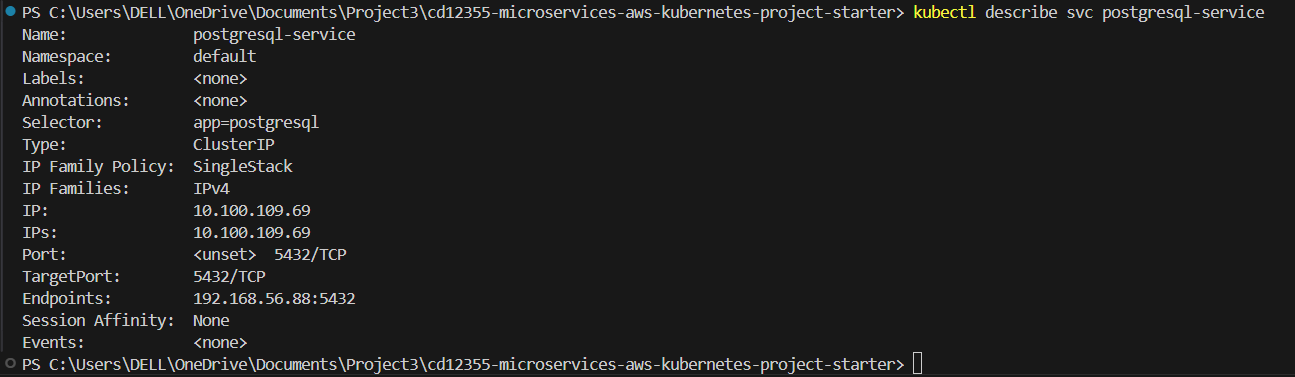 PS C:\Users\DELL\OneDrive\Documents\Project3\cd12355-microservices-aws-kubernetes-project-starter> kubectl describe svc postgresql-service
Name:              postgresql-service
Namespace:         default
Labels:            <none>
Annotations:       <none>
Selector:          app=postgresql
Type:              ClusterIP
IP Family Policy:  SingleStack
IP Families:       IPv4
IP:                10.100.109.69
IPs:               10.100.109.69
Port:              <unset>  5432/TCP
TargetPort:        5432/TCP
Endpoints:         192.168.56.88:5432
Session Affinity:  None
Events:            <none>
PS C:\Users\DELL\OneDrive\Documents\Project3\cd12355-microservices-aws-kubernetes-project-starter>